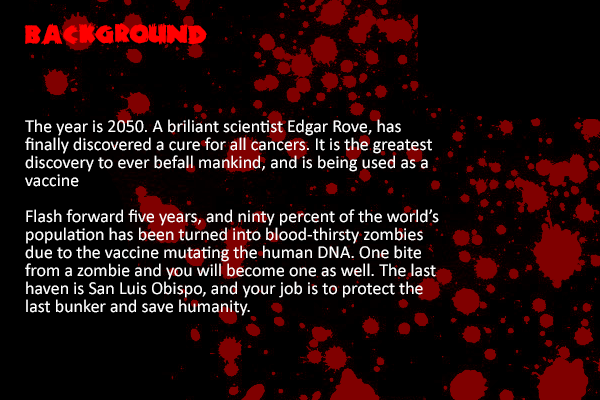 BACKGROUND
The year is 2050. A briliant scientist Edgar Rove, has
finally discovered a cure for all cancers. It is the greatest
discovery to ever befall mankind, and is being used as a
vaccine
Flash forward five years, and ninty percent of the world’s
population has been turned into blood-thirsty zombies
due to the vaccine mutating the human DNA. One bite
from a zombie and you will become one as well. The last
haven is San Luis Obispo, and your job is to protect the
last bunker and save humanity.